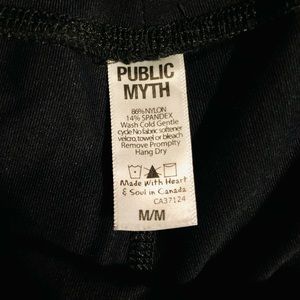 PUBLIC
MYTH
86% NYLON
14% SPANDEX
Wash Cold Gentle
cycle No fabric softener
velcro, towel or bleach
Remove Promptly
Hang Dry
Made With Heart
& Soul in Canada
CA37124
M/M